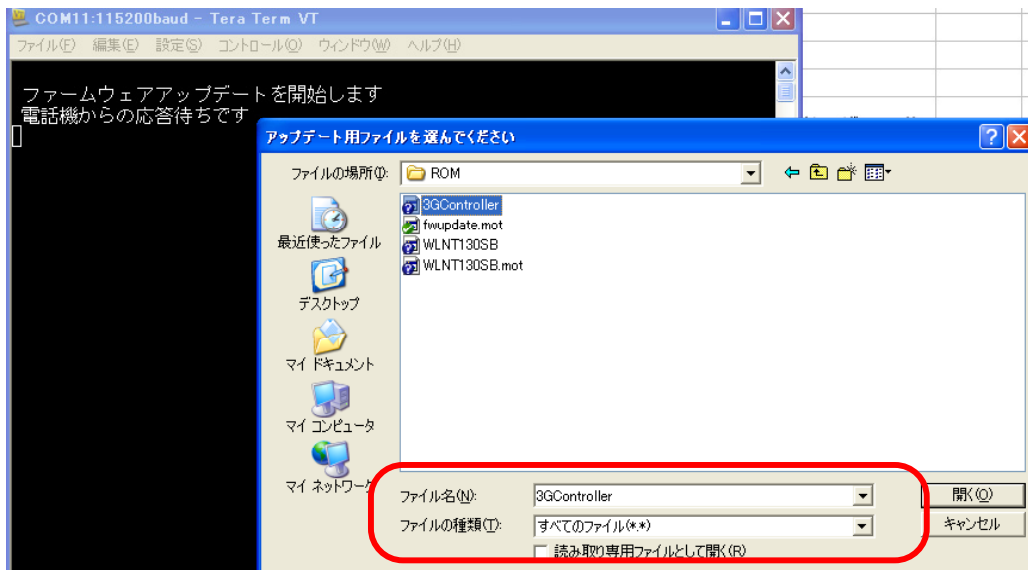 COM11:115200baud - Tera Term VT
ファイル(F) 編集(E) 設定(S) コントロール(O) ウィンドウ(W) ヘルプ(H)
ファームウェアアップデートを開始します
電話機からの応答待ちです
アップデート用ファイルを選んでください
ファイルの場所(I): ROM
3GController
fwupdate.mot
WLNT130SB
WLNT130SB.mot
最近使ったファイル
デスクトップ
マイ ドキュメント
マイ コンピュータ
マイ ネットワーク
ファイル名(N): 3GController 開く(O)
ファイルの種類(T): すべてのファイル(*.*) キャンセル
読み取り専用ファイルとして開く(R)